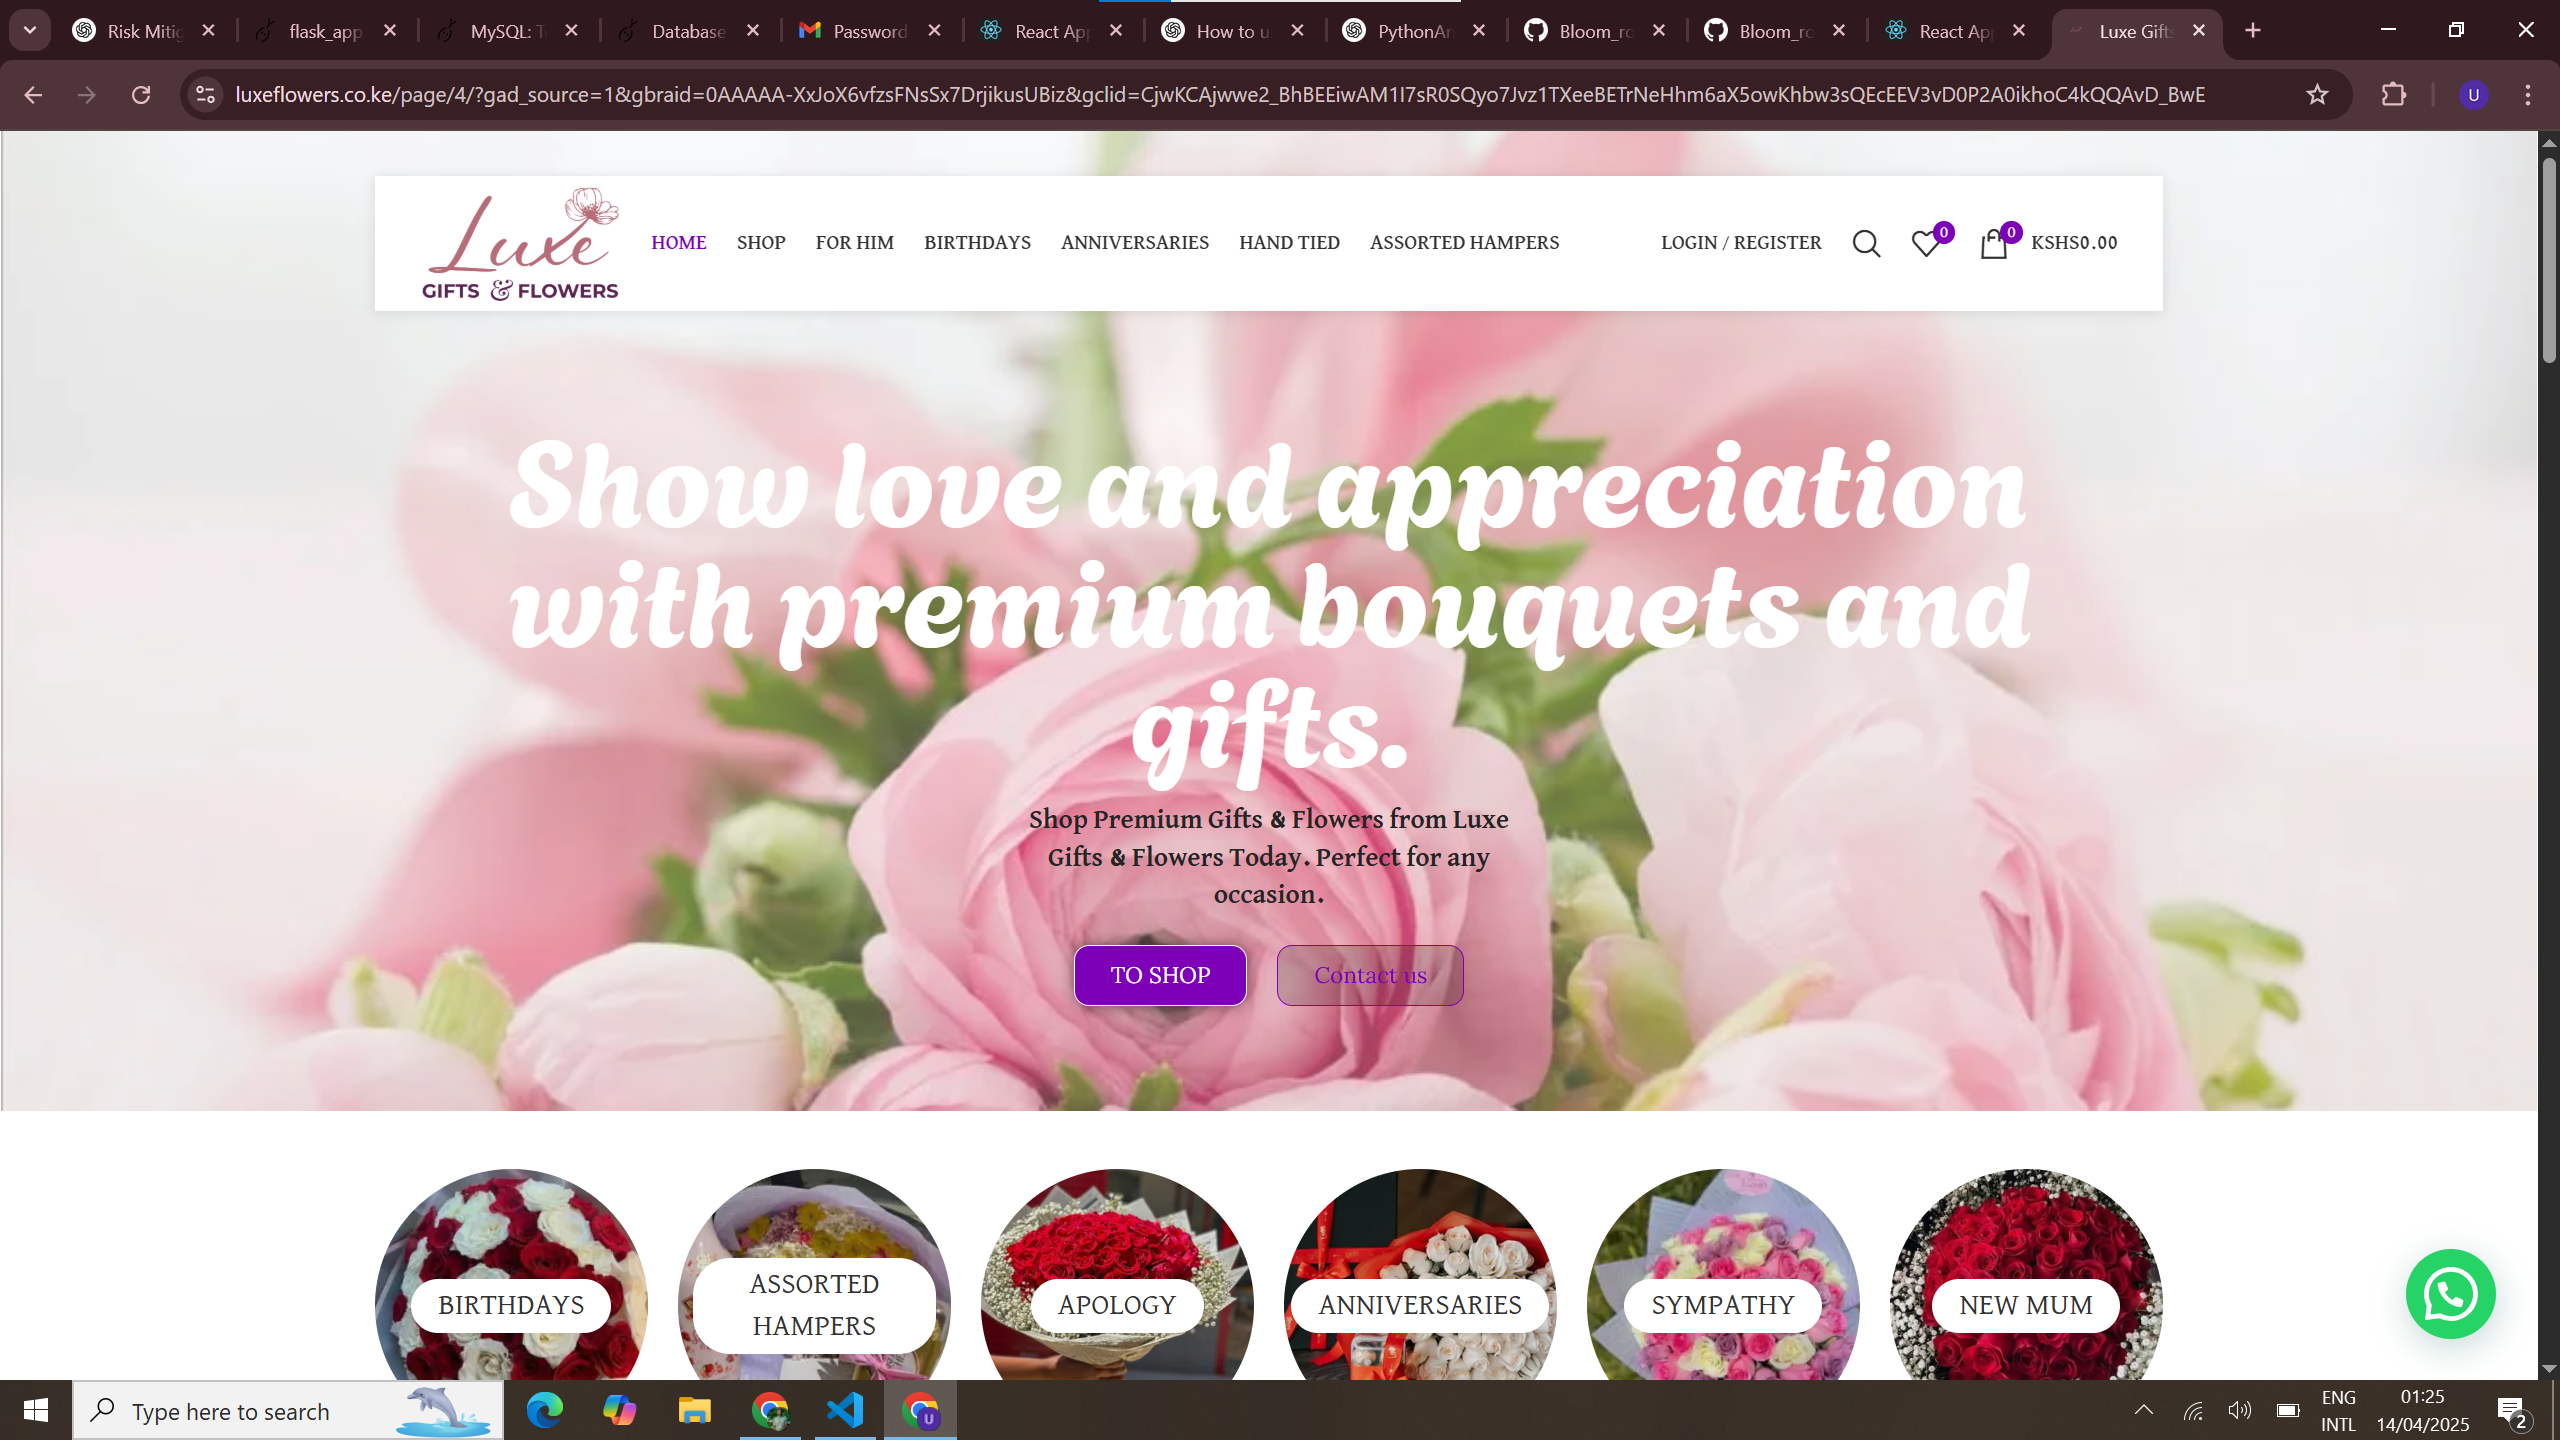 Risk Mitig
flask_app
MySQL: T
Database
Password
React App
How to u
PythonAn
Bloom_ro
Bloom_ro
React App
Luxe Gifts
luxeflowers.co.ke/page/4/?gad_source=1&gbraid=0AAAAA-XxJoX6vfzsFNsSx7DrjikusUBiz&gclid=CjwKCAjwwe2_BhBEEiwAM1I7sR0SQyo7Jvz1TXeeBETrNeHhm6aX5owKhbw3sQEcEEV3vD0P2A0ikhoC4kQQAvD_BwE
U
Luxe
GIFTS & FLOWERS
HOME
SHOP
FOR HIM
BIRTHDAYS
ANNIVERSARIES
HAND TIED
ASSORTED HAMPERS
LOGIN / REGISTER
0
0
KSHS0.00
Show love and appreciation
with premium bouquets and
gifts.
Shop Premium Gifts & Flowers from Luxe
Gifts & Flowers Today. Perfect for any
occasion.
TO SHOP
Contact us
BIRTHDAYS
ASSORTED
HAMPERS
APOLOGY
ANNIVERSARIES
SYMPATHY
NEW MUM
Type here to search
U
ENG
INTL
01:25
14/04/2025
2